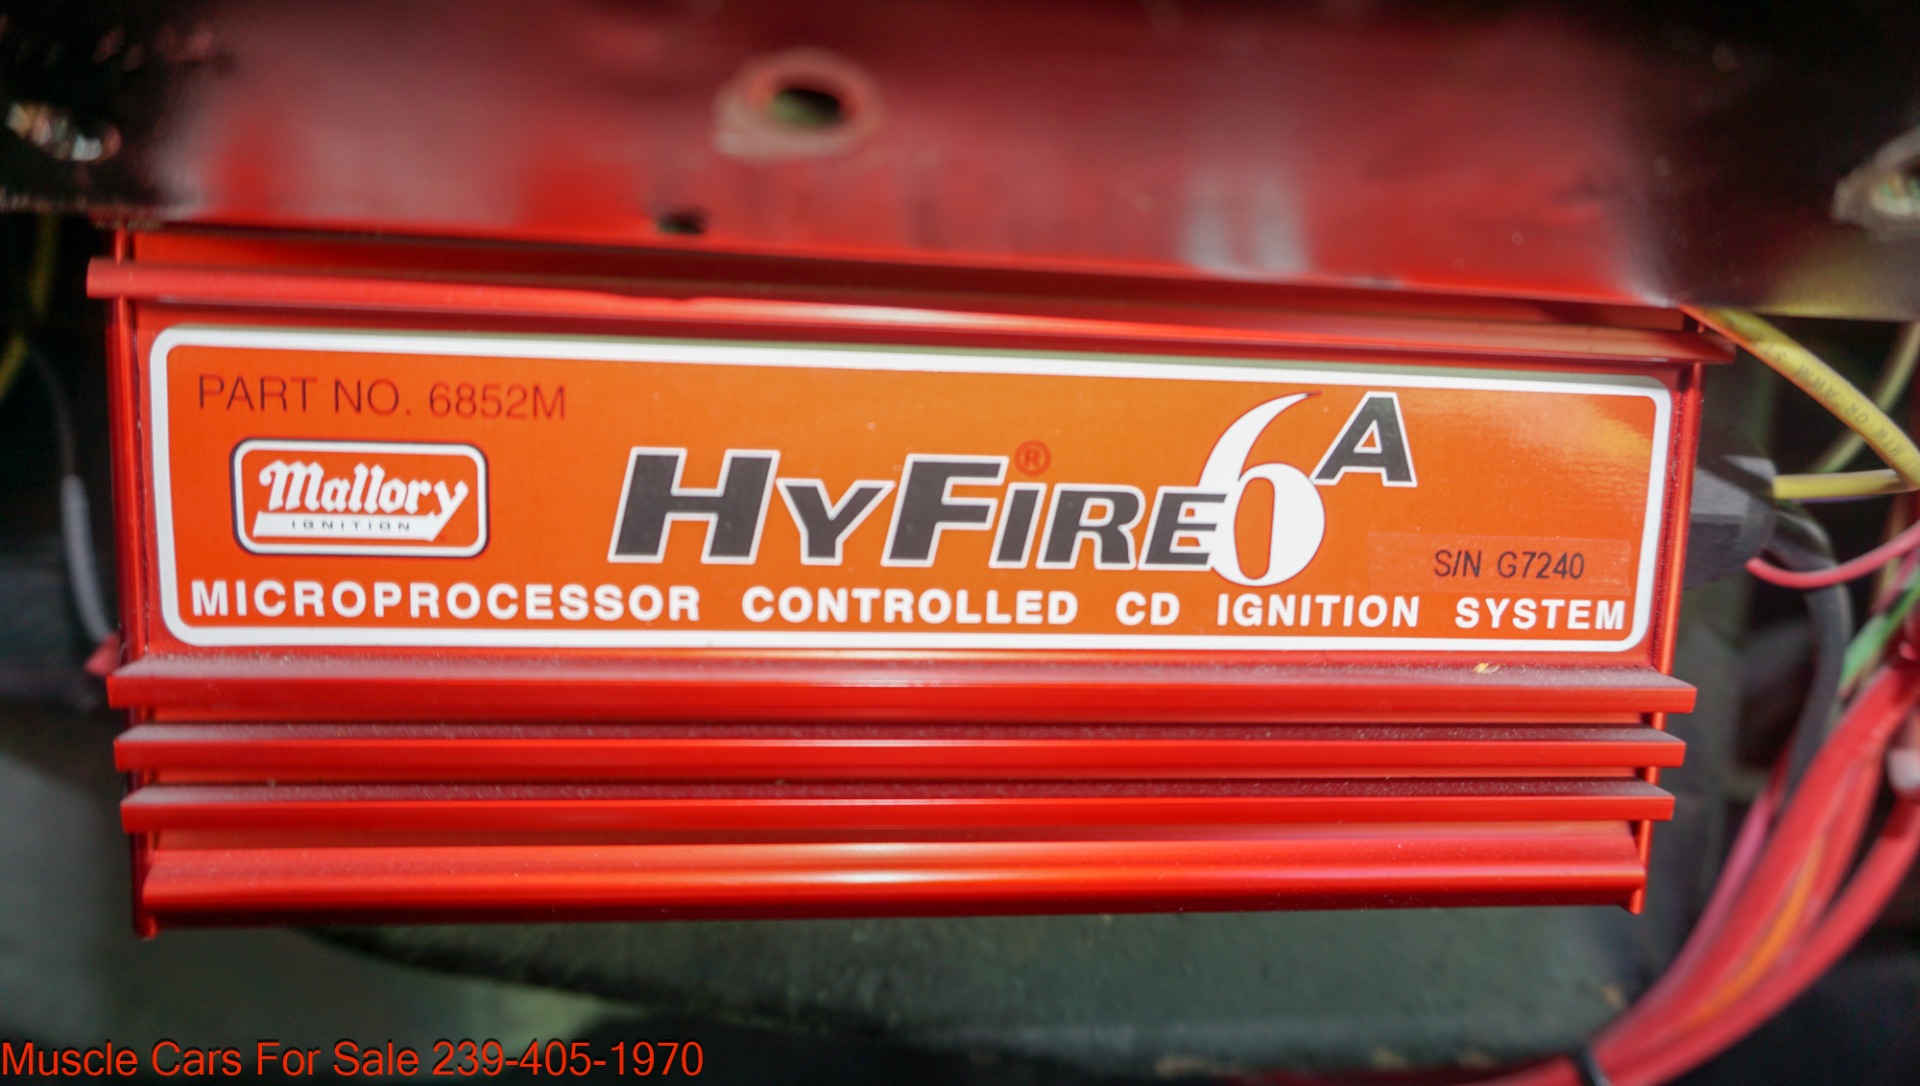 PART NO. 6852M
Mallory
IGNITION
HYFIRE® 6A
S/N G7240
MICROPROCESSOR CONTROLLED CD IGNITION SYSTEM
Muscle Cars For Sale 239-405-1970